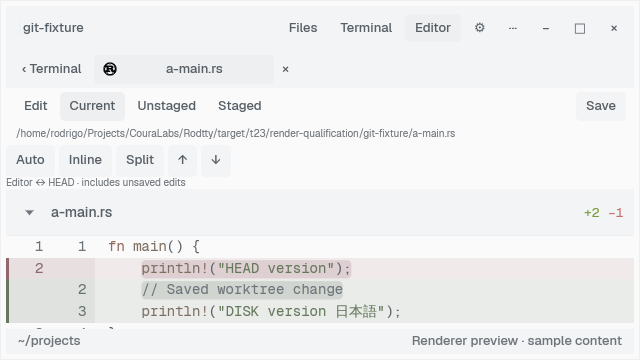 git-fixture Files Terminal Editor ⚙ ··· – □ ×
‹ Terminal a-main.rs ×
Edit Current Unstaged Staged Save
/home/rodrigo/Projects/CouraLabs/Rodtty/target/t23/render-qualification/git-fixture/a-main.rs
Auto Inline Split ↑ ↓
Editor ↔ HEAD · includes unsaved edits
a-main.rs +2 −1
1 1 fn main() {
2 println!("HEAD version");
2 // Saved worktree change
3 println!("DISK version 日本語");
~/projects Renderer preview · sample content